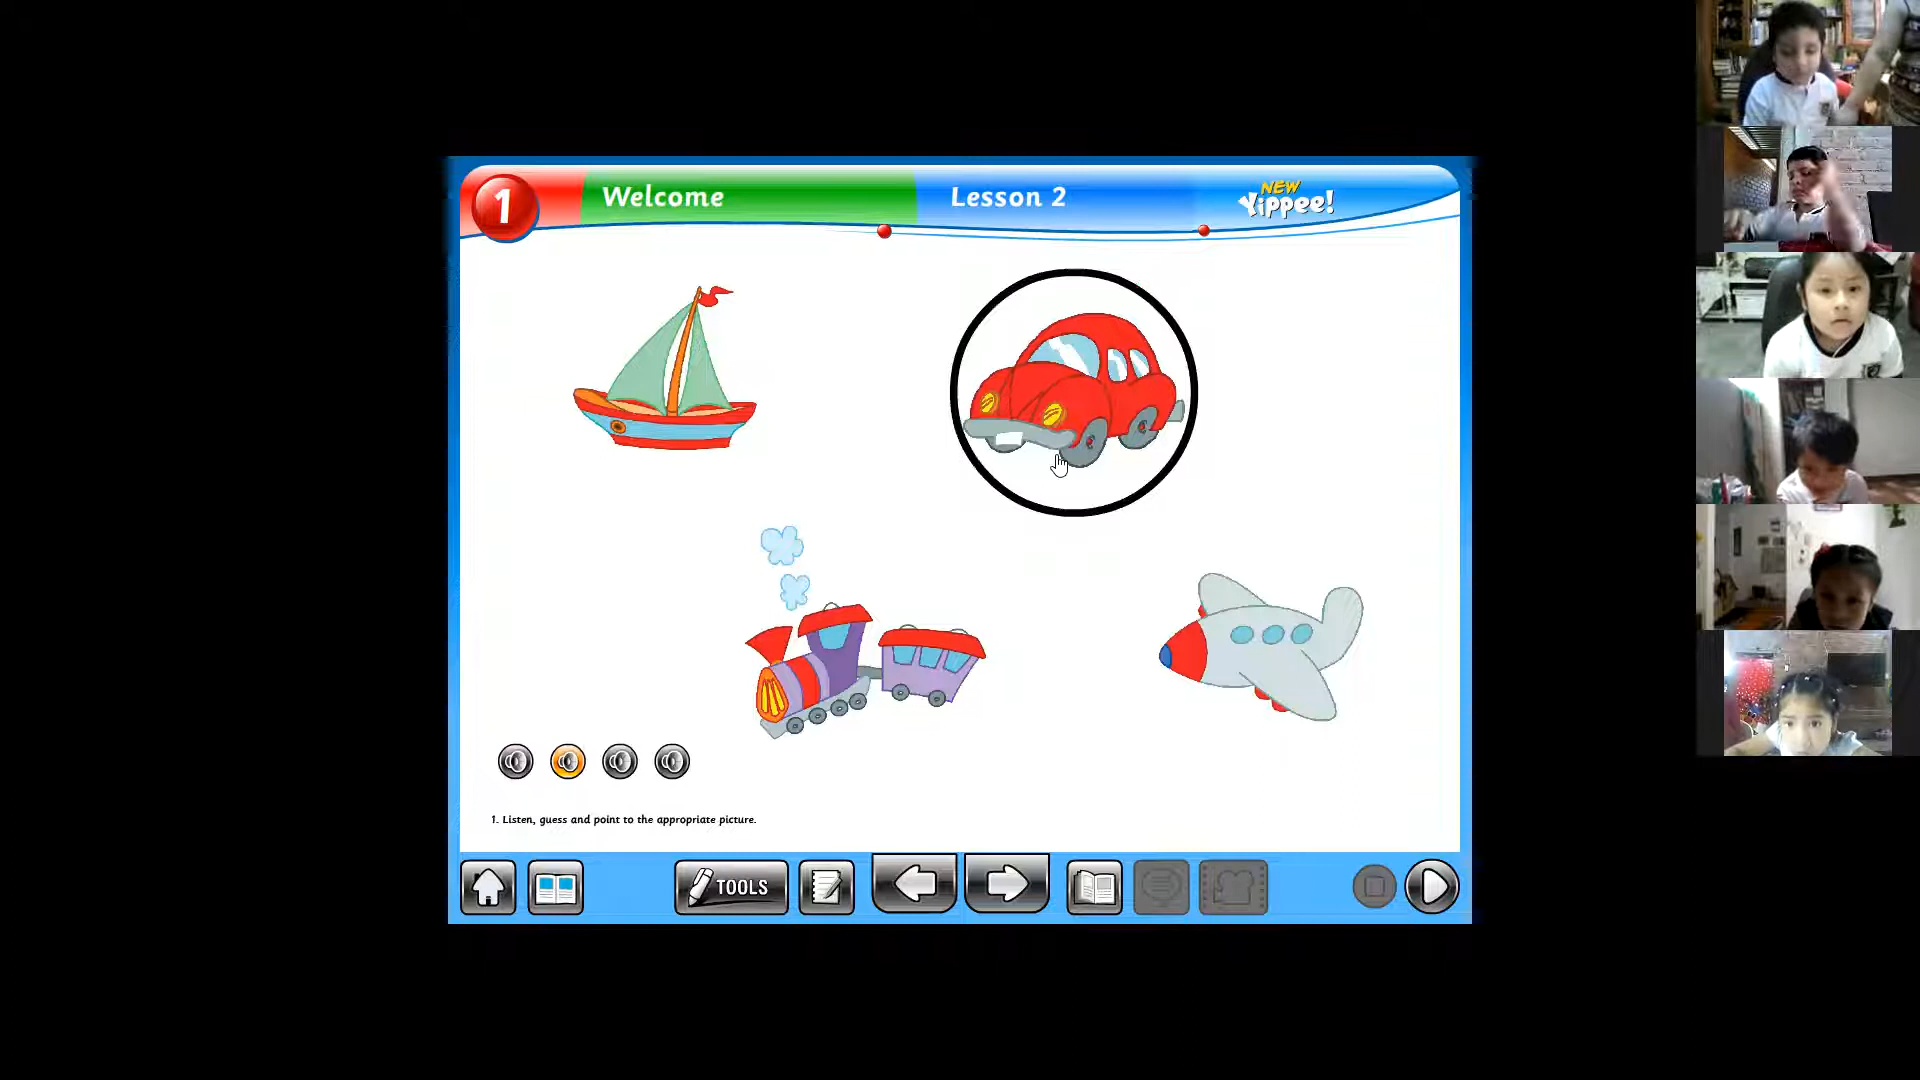 1 Welcome Lesson 2 NEW Yippee!
1. Listen, guess and point to the appropriate picture.
TOOLS